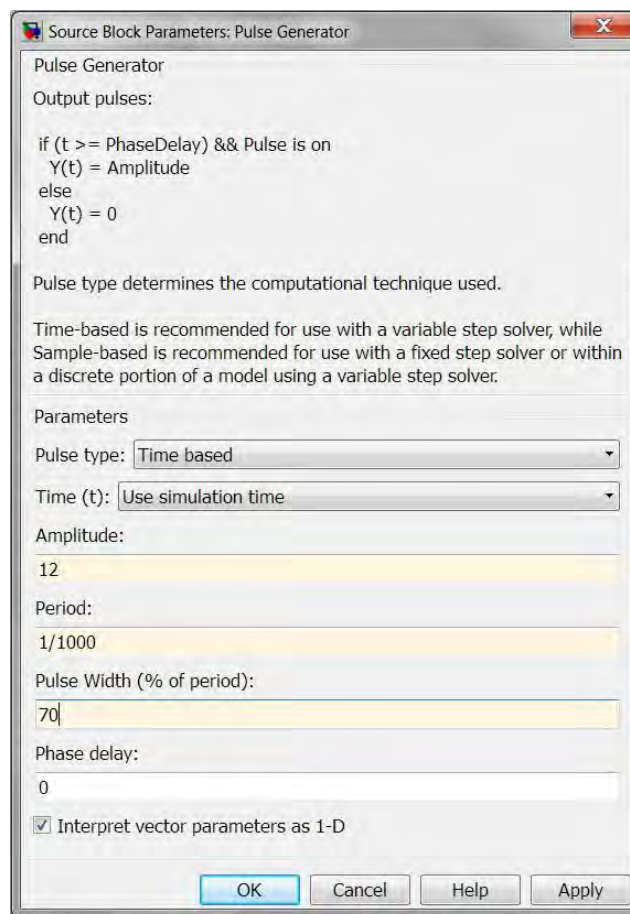 Source Block Parameters: Pulse Generator
Pulse Generator
Output pulses:
if (t >= PhaseDelay) && Pulse is on
Y(t) = Amplitude
else
Y(t) = 0
end
Pulse type determines the computational technique used.
Time-based is recommended for use with a variable step solver, while
Sample-based is recommended for use with a fixed step solver or within
a discrete portion of a model using a variable step solver.
Parameters
Pulse type: Time based
Time (t): Use simulation time
Amplitude:
12
Period:
1/1000
Pulse Width (% of period):
70
Phase delay:
0
Interpret vector parameters as 1-D
OK Cancel Help Apply